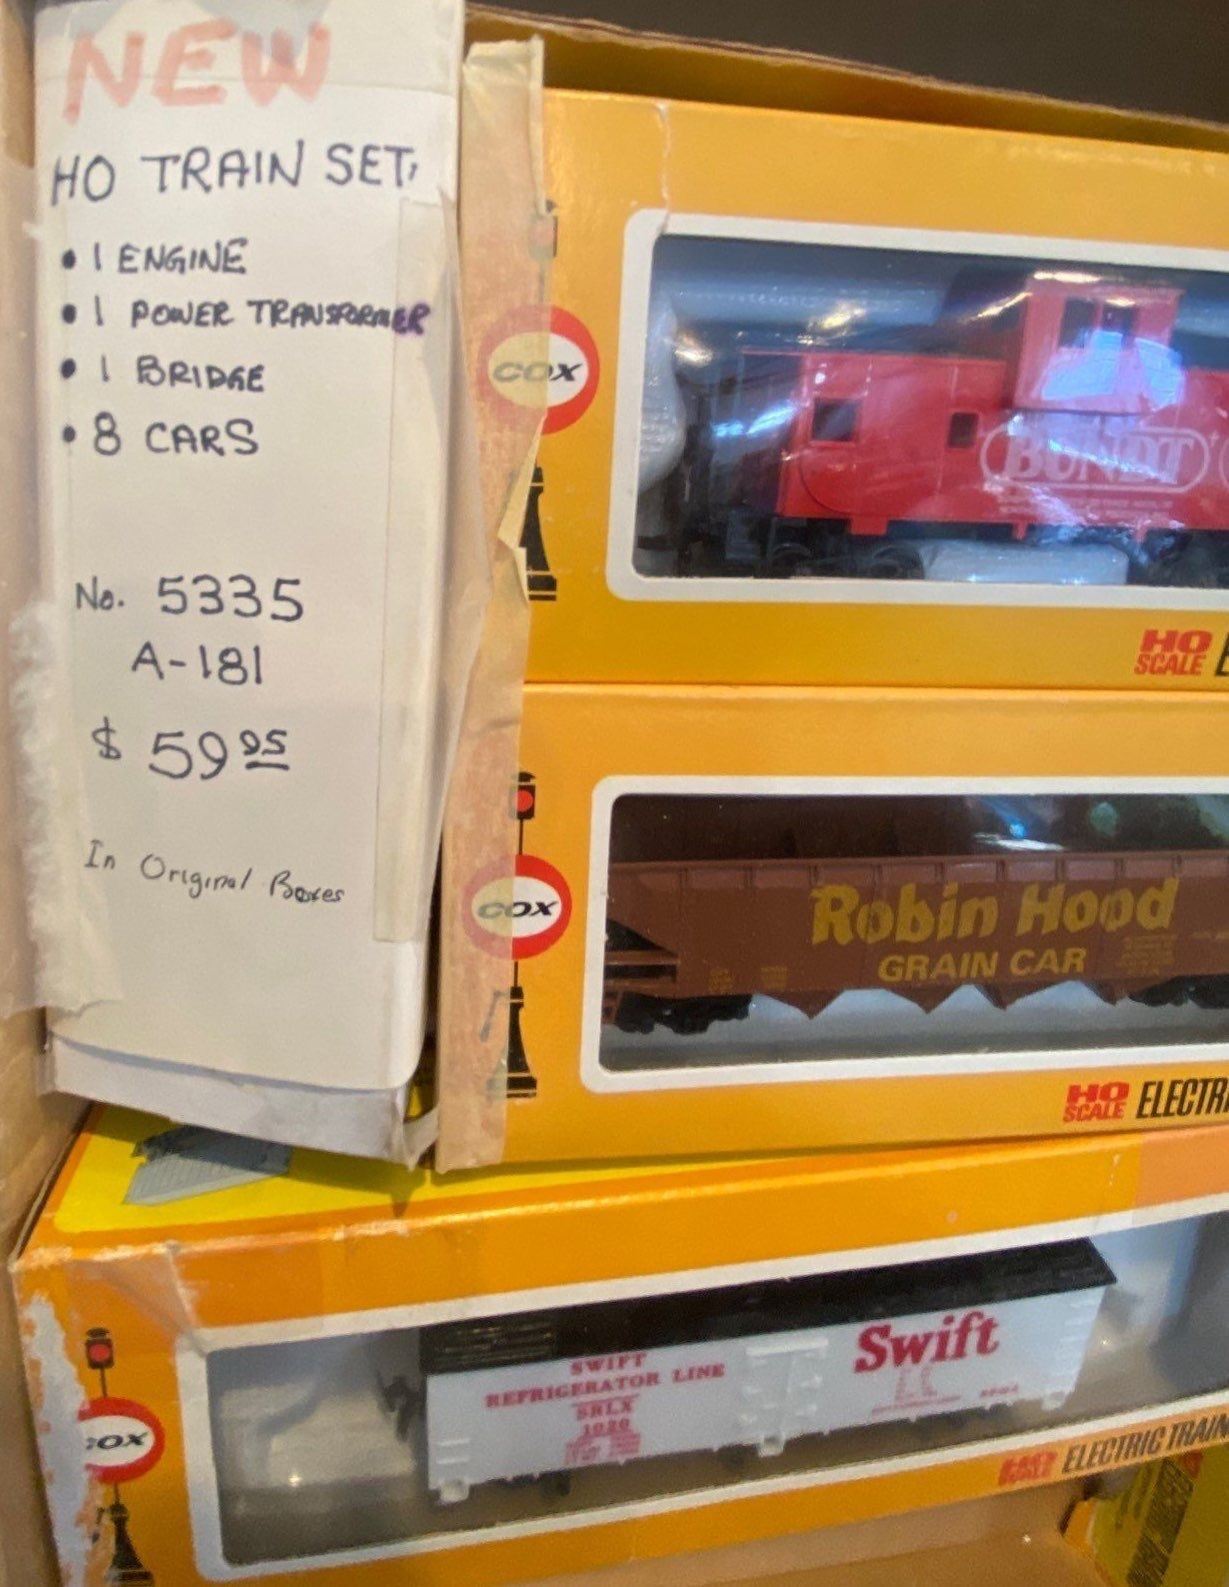 NEW
HO TRAIN SET,
• 1 ENGINE
• 1 POWER TRANSFORMER
• 1 BRIDGE
• 8 CARS
No. 5335
A-181
$ 59 95
In Original Boxes
COX
BUNDT
HO
SCALE
COX
Robin Hood
GRAIN CAR
HO
SCALE
ELECTRI
COX
SWIFT
REFRIGERATOR LINE
SRLX
1020
Swift
ELECTRIC TRAIN